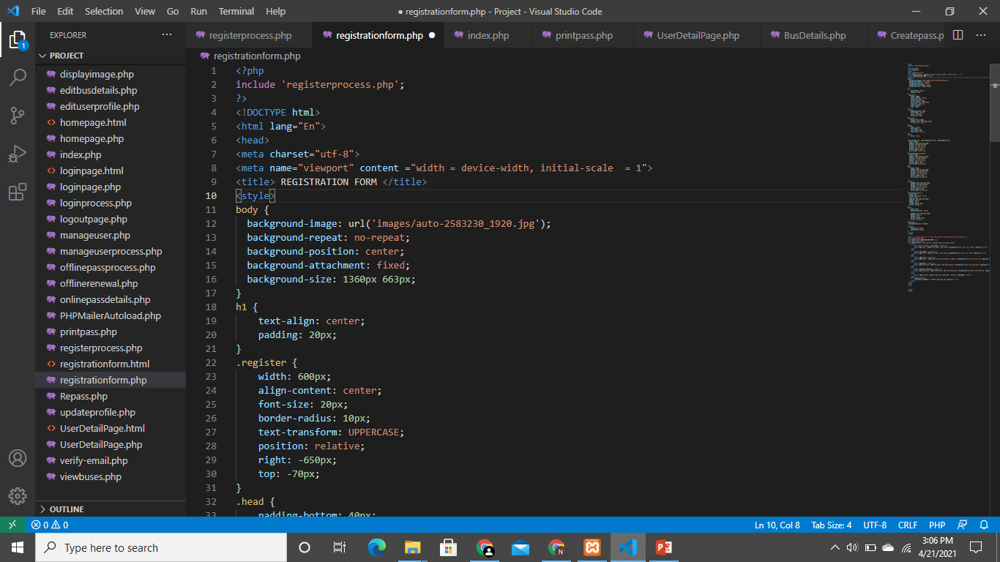 File Edit Selection View Go Run Terminal Help
● registrationform.php - Project - Visual Studio Code
EXPLORER
registerprocess.php registrationform.php index.php printpass.php UserDetailPage.php BusDetails.php Createpass.p
PROJECT
registrationform.php
displayimage.php
editbusdetails.php
edituserprofile.php
homepage.html
homepage.php
index.php
loginpage.html
loginpage.php
loginprocess.php
logoutpage.php
manageuser.php
manageuserprocess.php
offlinepassprocess.php
offlinerenewal.php
onlinepassdetails.php
PHPMailerAutoload.php
printpass.php
registerprocess.php
registrationform.html
registrationform.php
Repass.php
updateprofile.php
UserDetailPage.html
UserDetailPage.php
verify-email.php
viewbuses.php
OUTLINE
1 <?php
2 include 'registerprocess.php';
3 ?>
4 <!DOCTYPE html>
5 <html lang="En">
6 <head>
7 <meta charset="utf-8">
8 <meta name="viewport" content ="width = device-width, initial-scale  = 1">
9 <title> REGISTRATION FORM </title>
10 <style>
11 body {
12   background-image: url('images/auto-2583230_1920.jpg');
13   background-repeat: no-repeat;
14   background-position: center;
15   background-attachment: fixed;
16   background-size: 1360px 663px;
17 }
18 h1 {
19     text-align: center;
20     padding: 20px;
21 }
22 .register {
23     width: 600px;
24     align-content: center;
25     font-size: 20px;
26     border-radius: 10px;
27     text-transform: UPPERCASE;
28     position: relative;
29     right: -650px;
30     top: -70px;
31 }
32 .head {
33     padding-bottom: 40px;
0 0 Ln 10, Col 8 Tab Size: 4 UTF-8 CRLF PHP
Type here to search
3:06 PM
4/21/2021